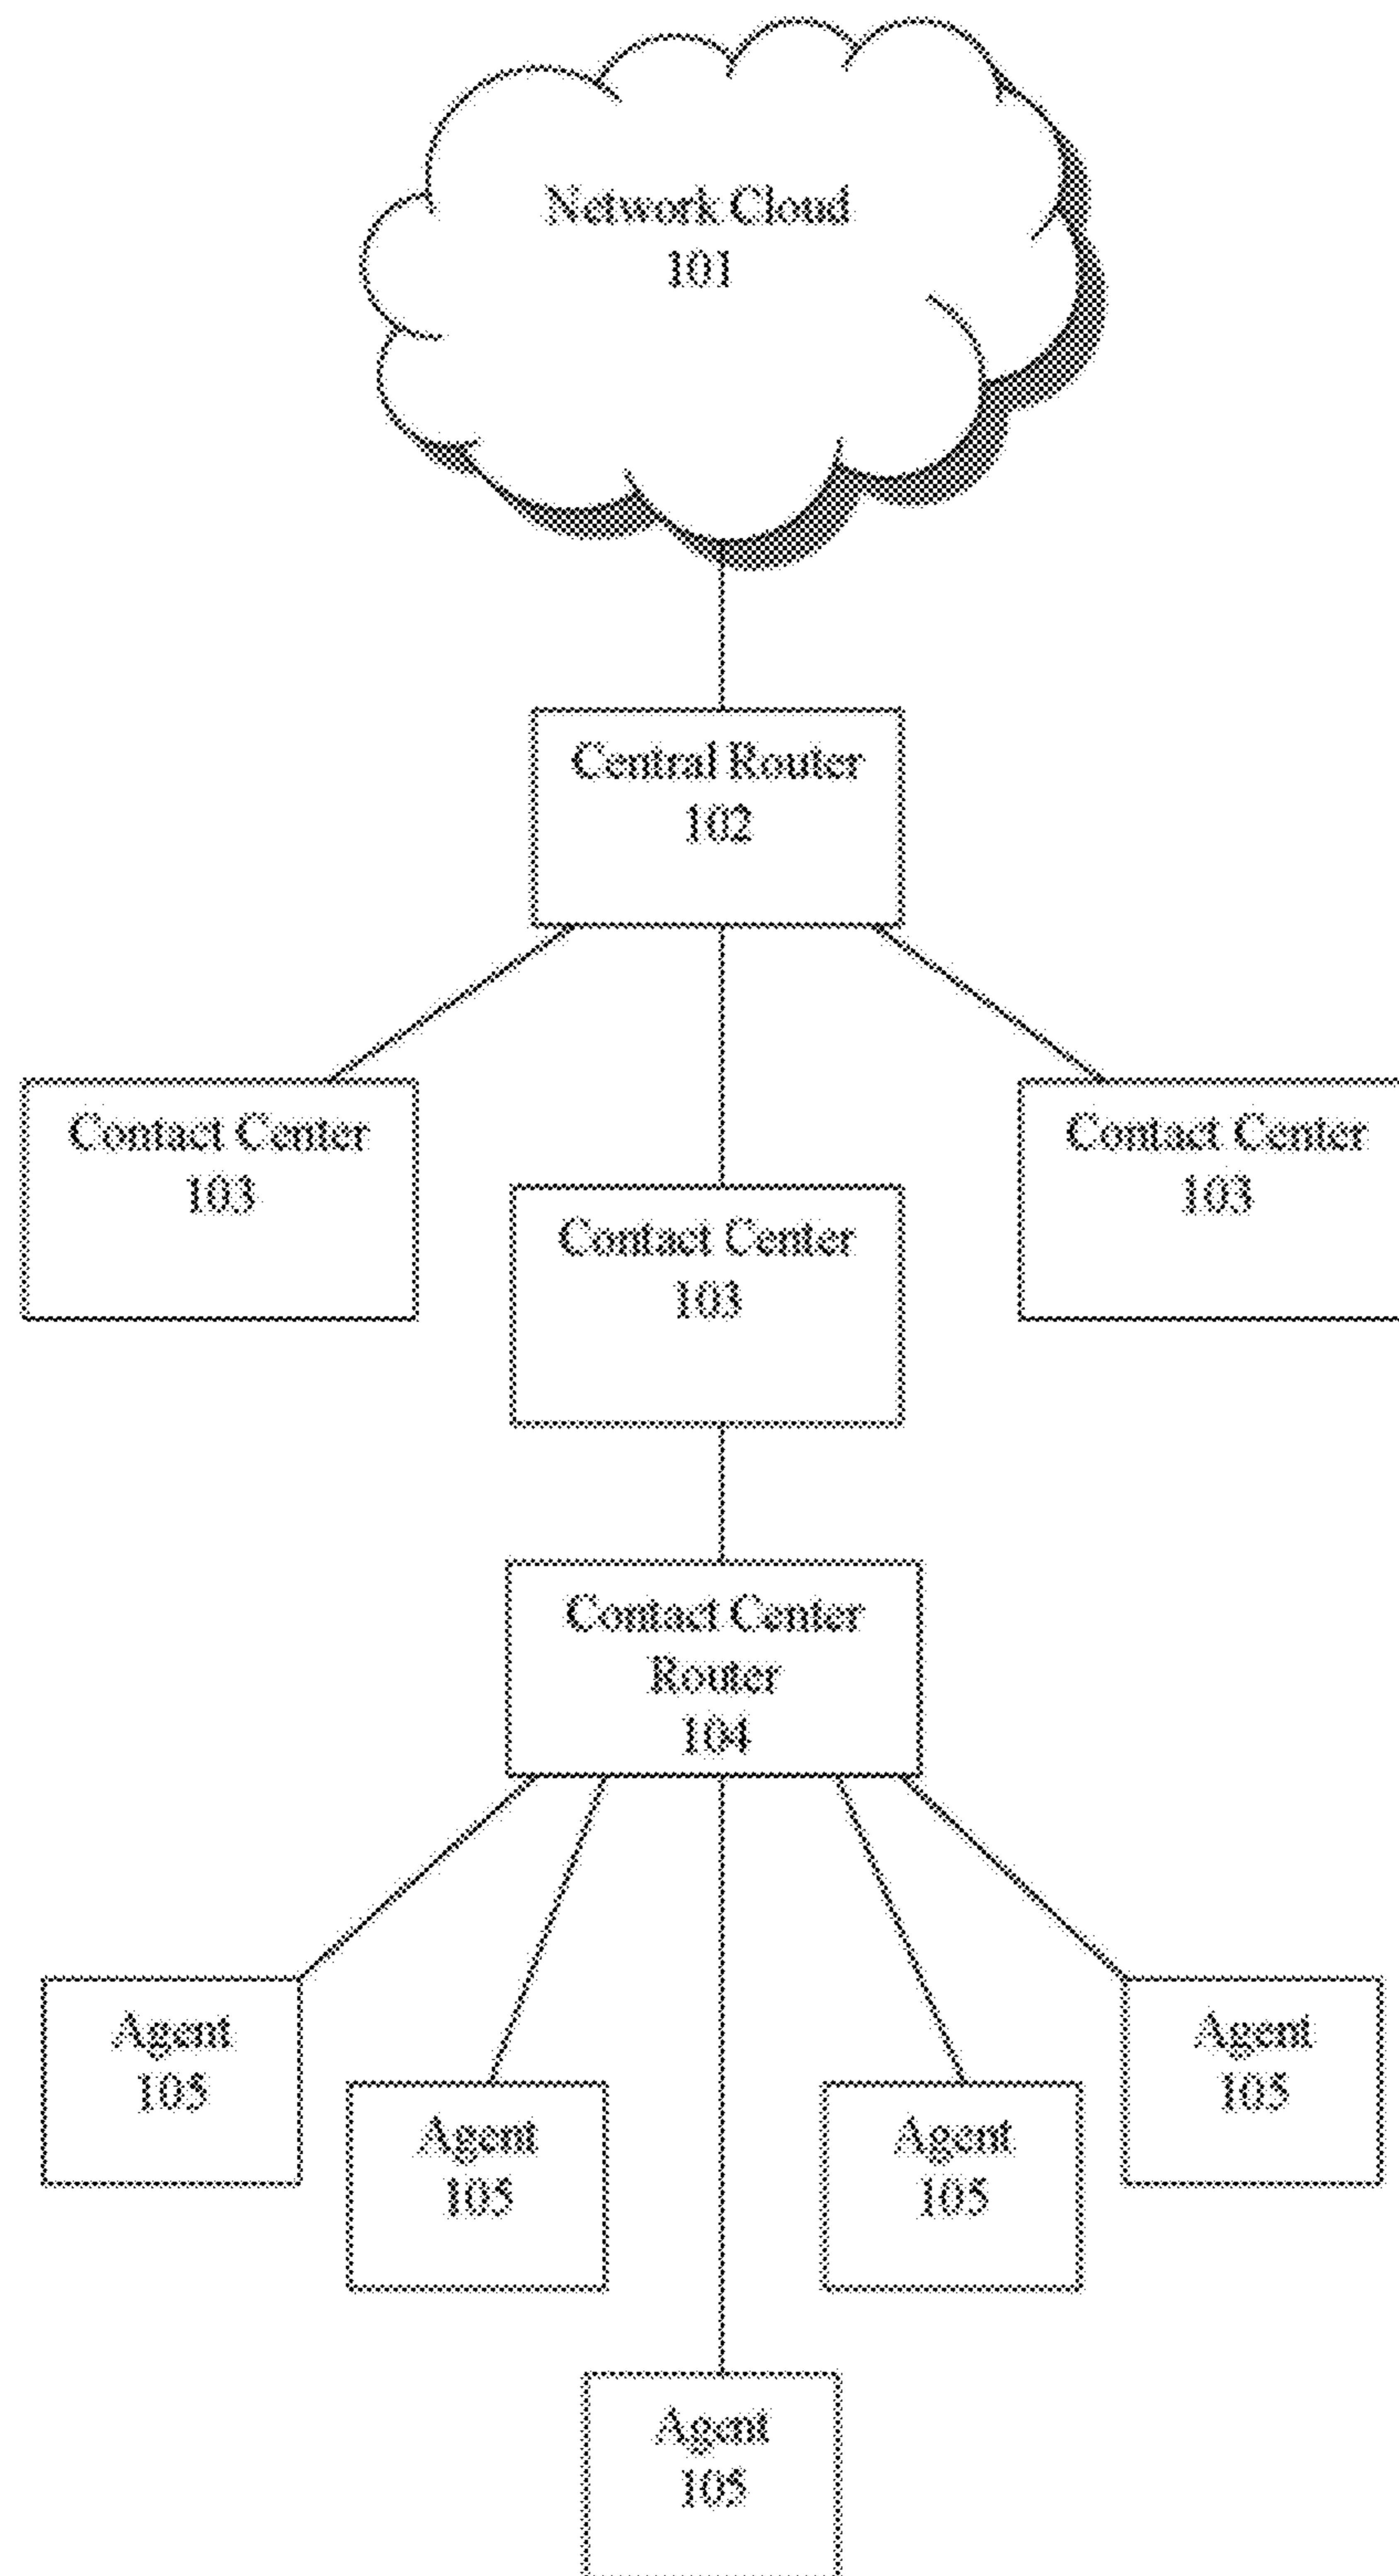 Network Cloud
101
Central Router
102
Contact Center
103
Contact Center
103
Contact Center
103
Contact Center
Router
104
Agent
105
Agent
105
Agent
105
Agent
105
Agent
105